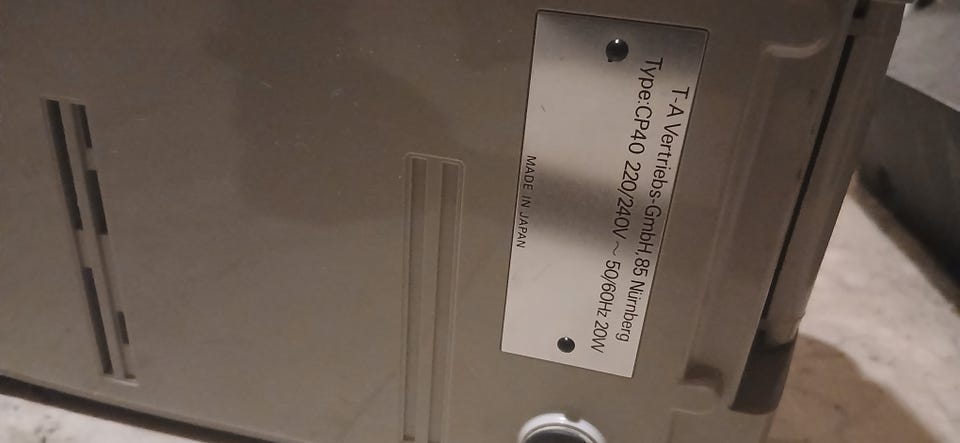 T-A Vertriebs-GmbH, 85 Nürnberg
Type: CP40 220/240V ~ 50/60Hz 20W
MADE IN JAPAN